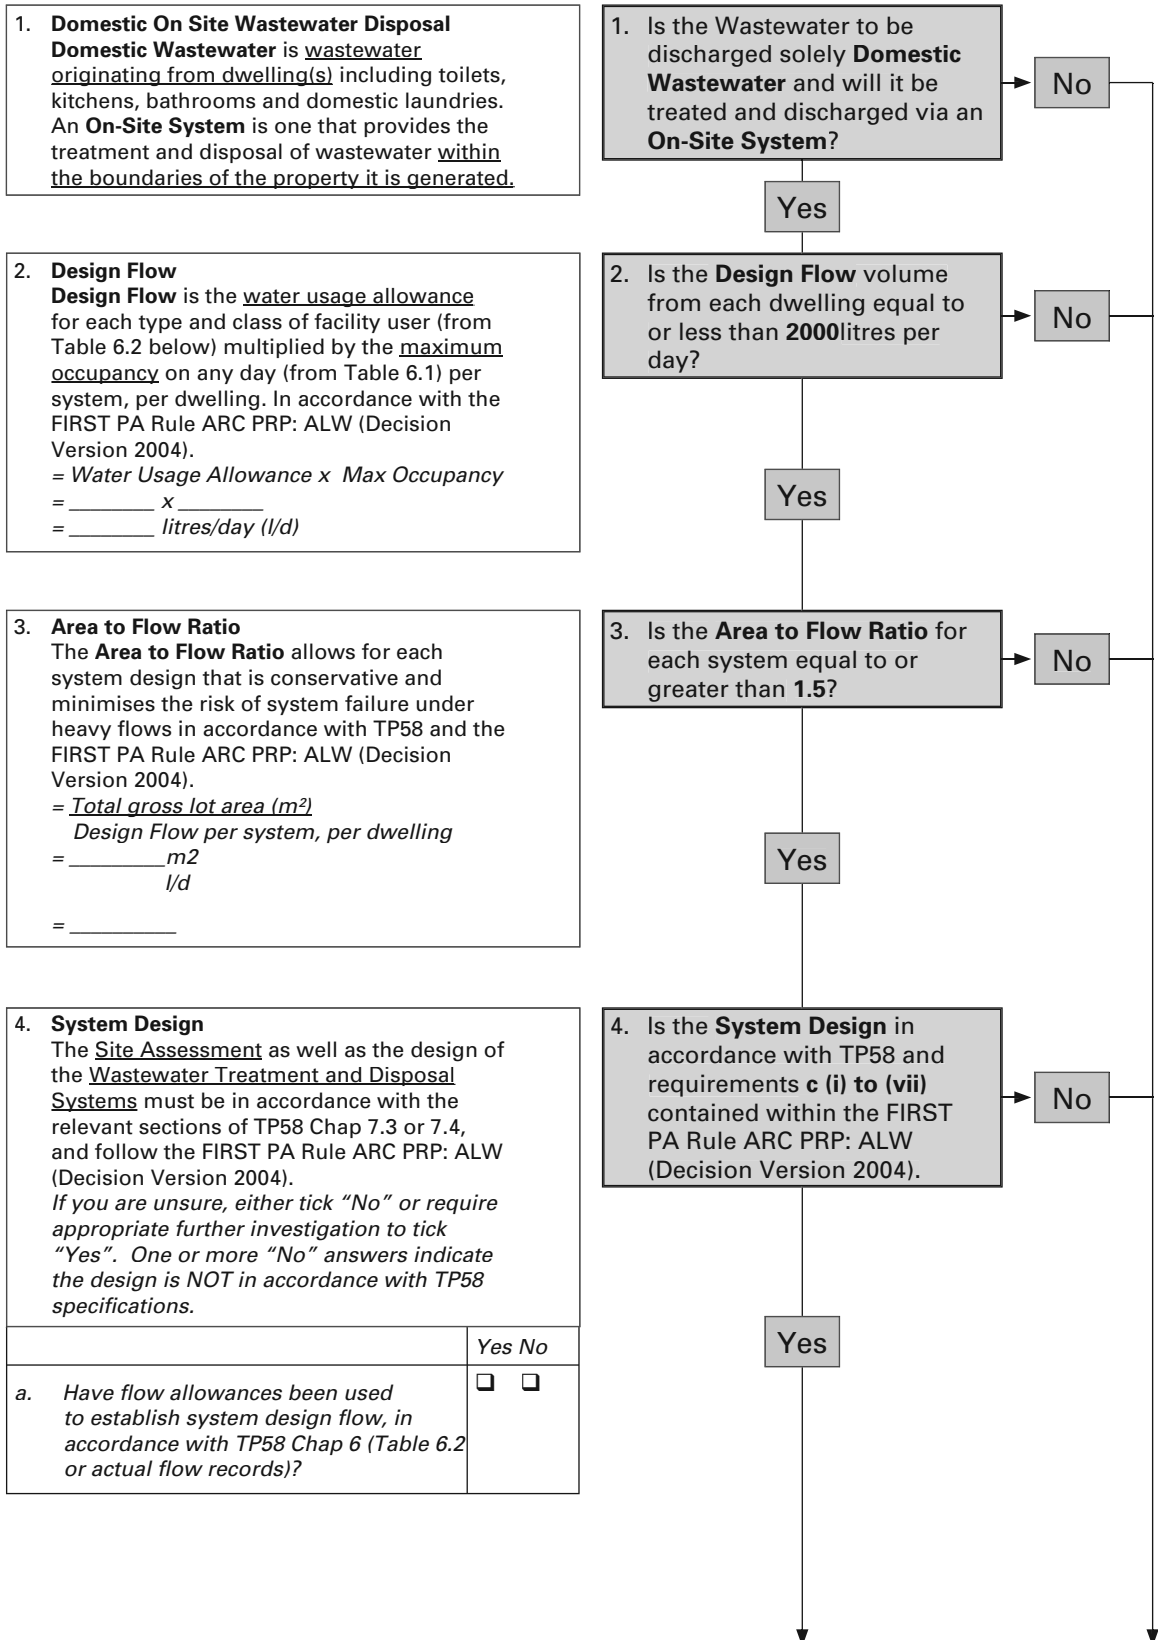 1. Domestic On Site Wastewater Disposal
Domestic Wastewater is wastewater
originating from dwelling(s) including toilets,
kitchens, bathrooms and domestic laundries.
An On-Site System is one that provides the
treatment and disposal of wastewater within
the boundaries of the property it is generated.
1. Is the Wastewater to be
discharged solely Domestic
Wastewater and will it be
treated and discharged via an
On-Site System?
No
Yes
2. Design Flow
Design Flow is the water usage allowance
for each type and class of facility user (from
Table 6.2 below) multiplied by the maximum
occupancy on any day (from Table 6.1) per
system, per dwelling. In accordance with the
FIRST PA Rule ARC PRP: ALW (Decision
Version 2004).
= Water Usage Allowance x Max Occupancy
= ________ x ________
= ________ litres/day (l/d)
2. Is the Design Flow volume
from each dwelling equal to
or less than 2000litres per
day?
No
Yes
3. Area to Flow Ratio
The Area to Flow Ratio allows for each
system design that is conservative and
minimises the risk of system failure under
heavy flows in accordance with TP58 and the
FIRST PA Rule ARC PRP: ALW (Decision
Version 2004).
= Total gross lot area (m²)
Design Flow per system, per dwelling
= _________m2
l/d
= __________
3. Is the Area to Flow Ratio for
each system equal to or
greater than 1.5?
No
Yes
4. System Design
The Site Assessment as well as the design of
the Wastewater Treatment and Disposal
Systems must be in accordance with the
relevant sections of TP58 Chap 7.3 or 7.4,
and follow the FIRST PA Rule ARC PRP: ALW
(Decision Version 2004).
If you are unsure, either tick “No” or require
appropriate further investigation to tick
“Yes”. One or more “No” answers indicate
the design is NOT in accordance with TP58
specifications.
Yes No
a. Have flow allowances been used ❑ ❑
to establish system design flow, in
accordance with TP58 Chap 6 (Table 6.2
or actual flow records)?
4. Is the System Design in
accordance with TP58 and
requirements c (i) to (vii)
contained within the FIRST
PA Rule ARC PRP: ALW
(Decision Version 2004).
No
Yes